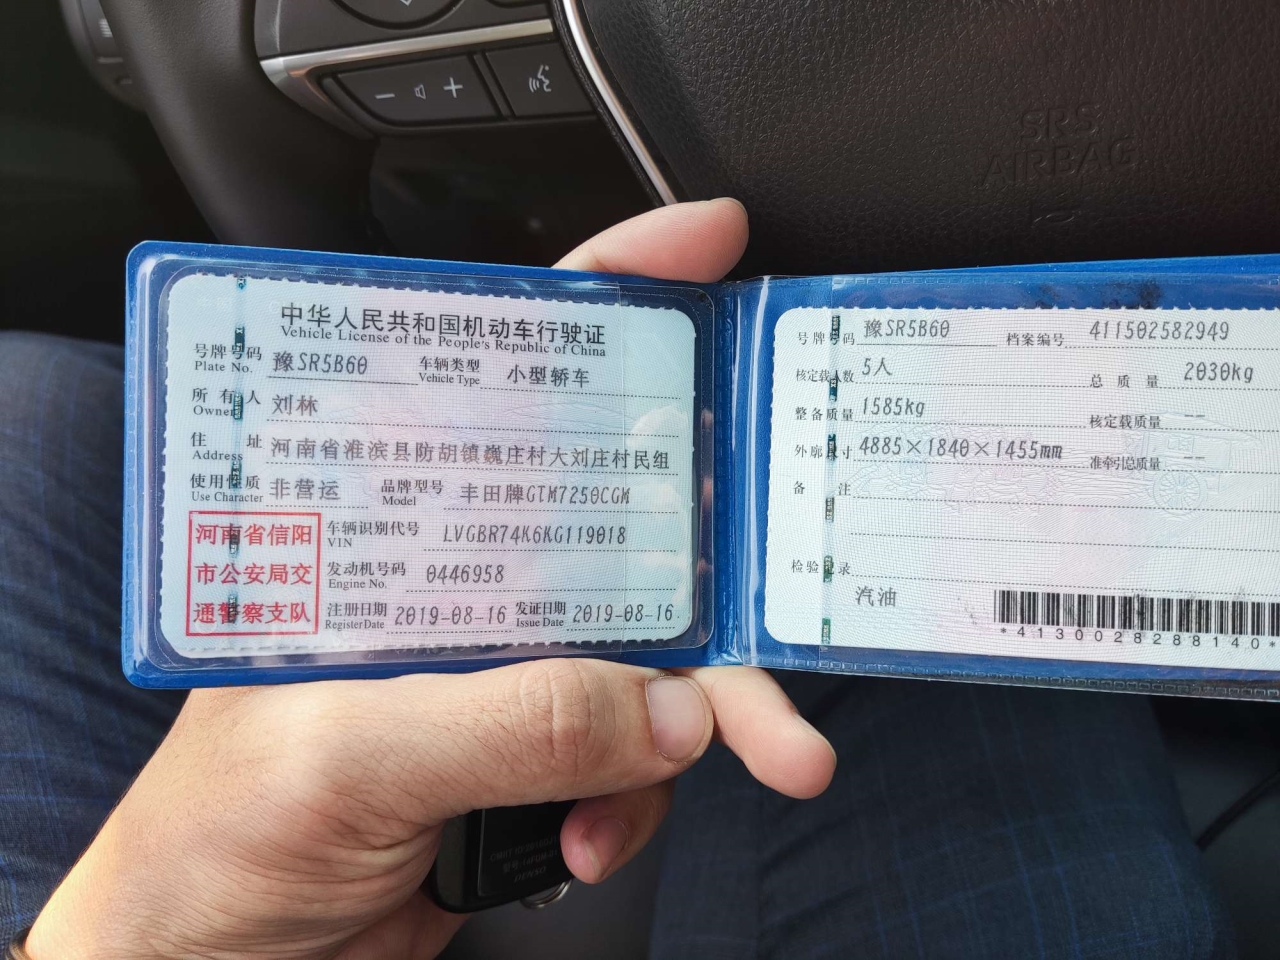 SRS
AIRBAG
中华人民共和国机动车行驶证
Vehicle License of the People's Republic of China
号牌号码 豫SR5B60 车辆类型 小型轿车
Plate No. Vehicle Type
所有人 刘林
Owner
住址 河南省淮滨县防胡镇巍庄村大刘庄村民组
Address
使用性质 非营运 品牌型号 丰田牌GTM7250CGM
Use Character Model
河南省信阳
市公安局交
通警察支队
车辆识别代号 LVGBR74K6KG119018
VIN
发动机号码 0446958
Engine No.
注册日期 2019-08-16 发证日期 2019-08-16
Register Date Issue Date
号牌号码 豫SR5B60 档案编号 411502582949
核定载人数 5人 总质量 2030kg
整备质量 1585kg 核定载质量 --
外廓尺寸 4885×1840×1455mm 准牵引总质量 --
备注
检验记录
汽油
*4130028288140*